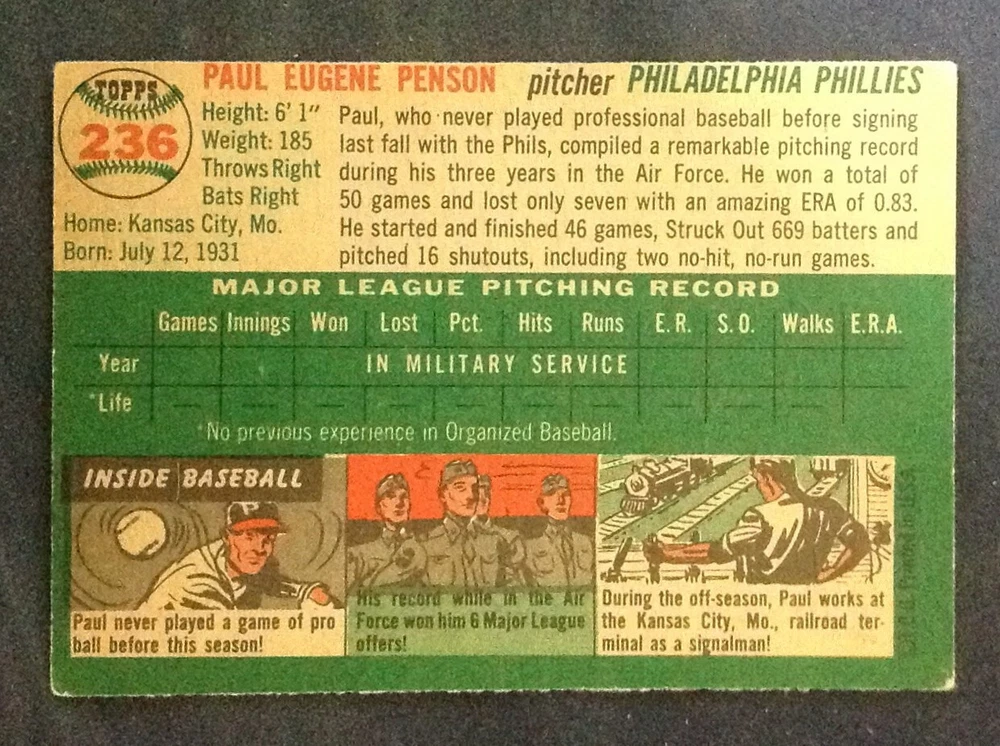 TOPPS
236
PAUL EUGENE PENSON pitcher PHILADELPHIA PHILLIES
Height: 6' 1"
Weight: 185
Throws Right
Bats Right
Home: Kansas City, Mo.
Born: July 12, 1931
Paul, who never played professional baseball before signing
last fall with the Phils, compiled a remarkable pitching record
during his three years in the Air Force. He won a total of
50 games and lost only seven with an amazing ERA of 0.83.
He started and finished 46 games, Struck Out 669 batters and
pitched 16 shutouts, including two no-hit, no-run games.
MAJOR LEAGUE PITCHING RECORD
Games Innings Won Lost Pct. Hits Runs E.R. S.O. Walks E.R.A.
Year IN MILITARY SERVICE
*Life — — — — — — — — — — —
*No previous experience in Organized Baseball.
INSIDE BASEBALL
P
Paul never played a game of pro
ball before this season!
His record while in the Air
Force won him 6 Major League
offers!
During the off-season, Paul works at
the Kansas City, Mo., railroad ter-
minal as a signalman!